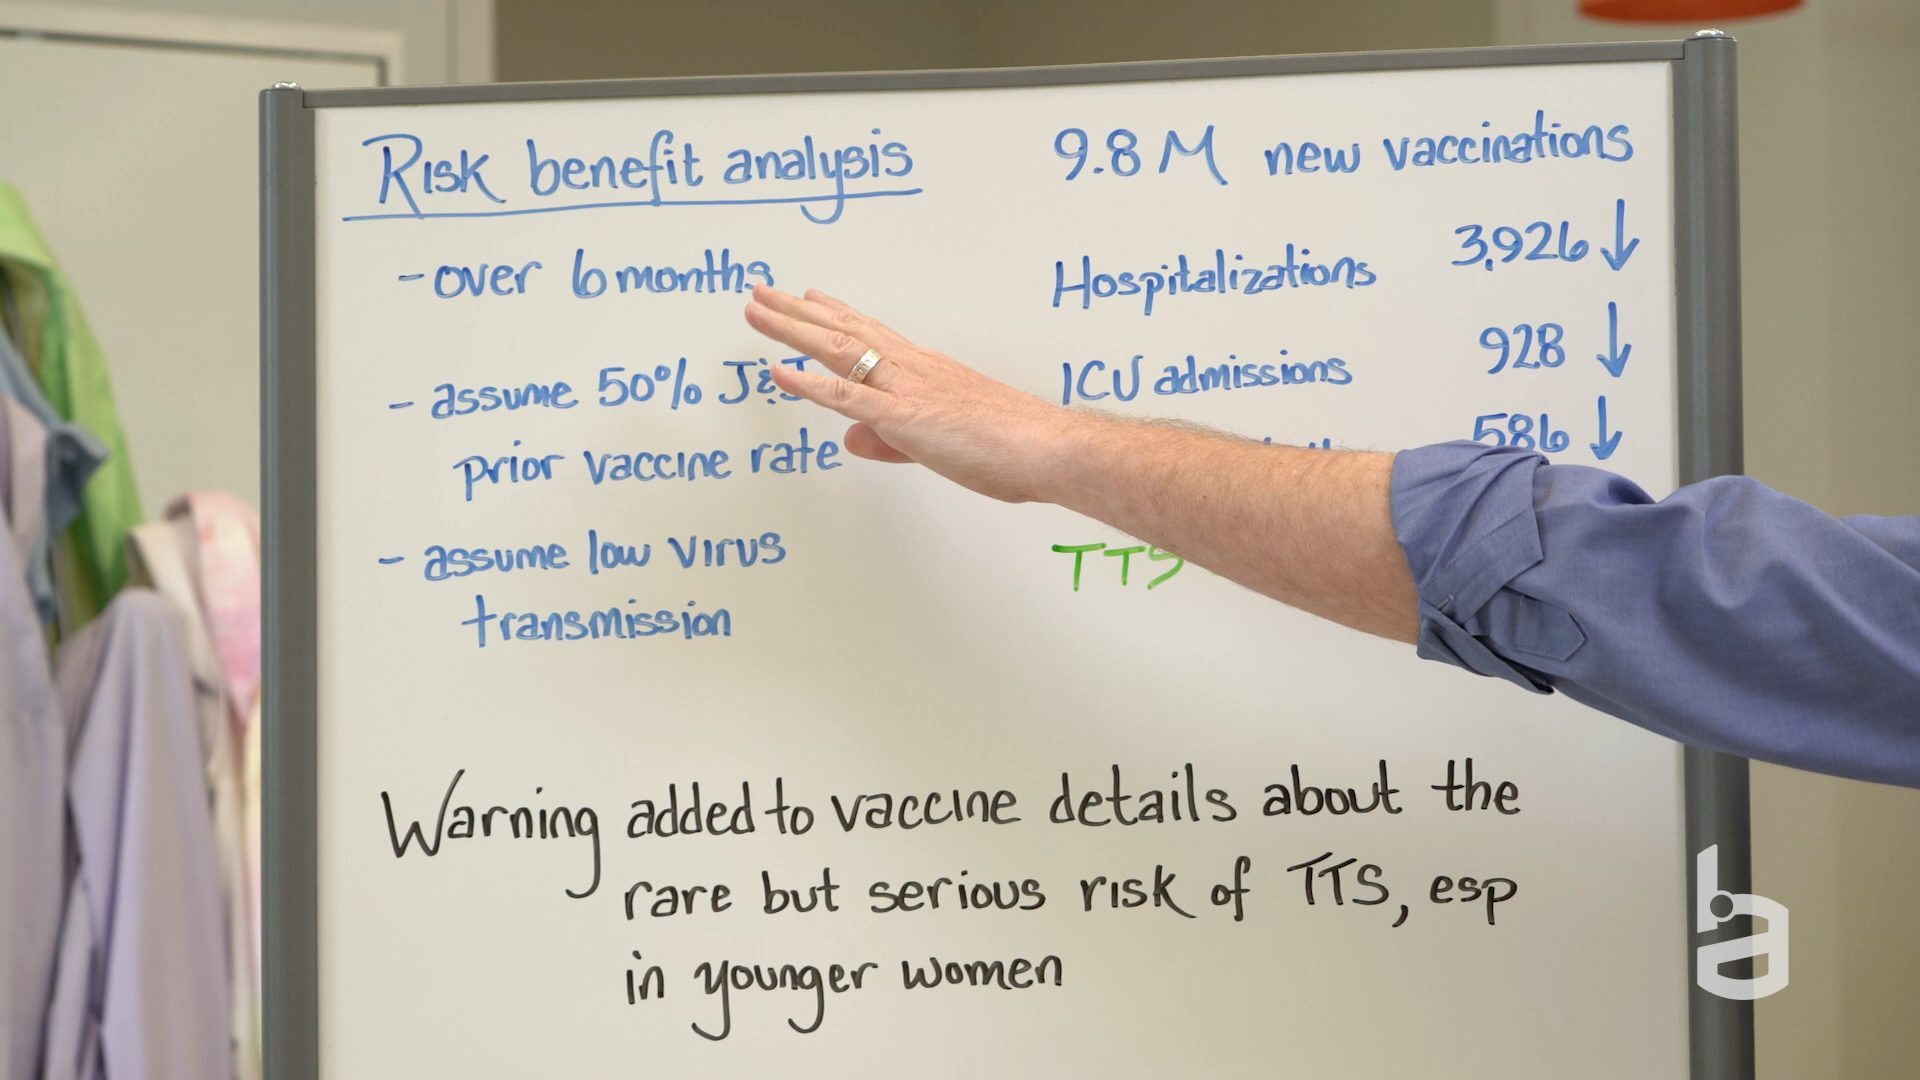 Risk benefit analysis
- over 6 months
- assume 50% J&J
prior vaccine rate
- assume low virus
transmission
9.8 M new vaccinations
Hospitalizations 3,926 ↓
ICU admissions 928 ↓
586 ↓
TTS
Warning added to vaccine details about the
rare but serious risk of TTS, esp
in younger women